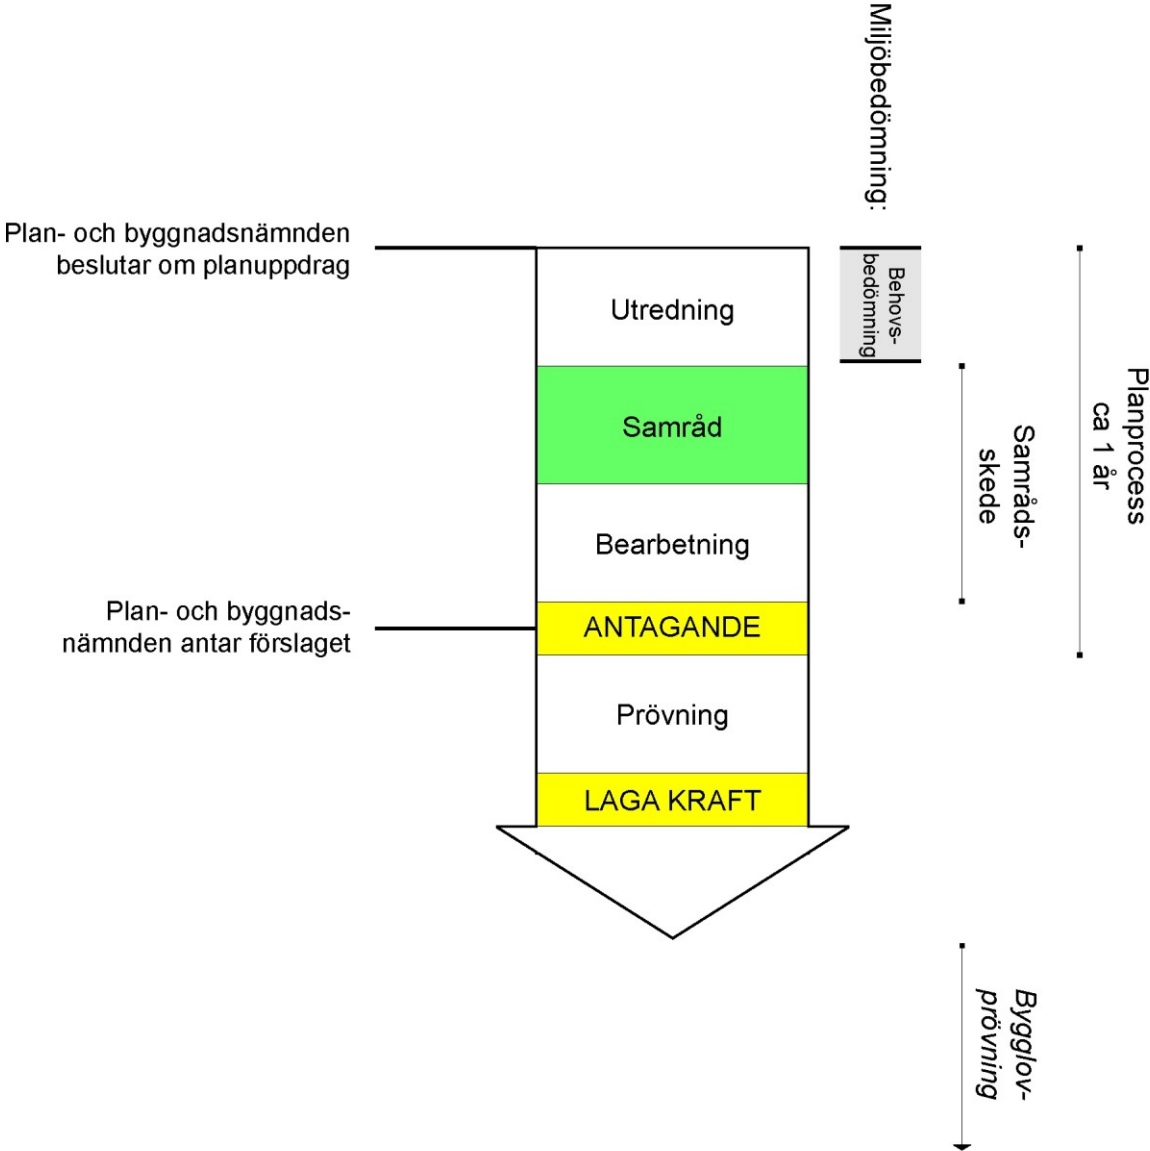 Miljöbedömning:
Plan- och byggnadsnämnden
beslutar om planuppdrag
Utredning
Behovs-
bedömning
Samråd
Planprocess
ca 1 år
Samråds-
skede
Bearbetning
Plan- och byggnads-
nämnden antar förslaget
ANTAGANDE
Prövning
LAGA KRAFT
Bygglov-
prövning